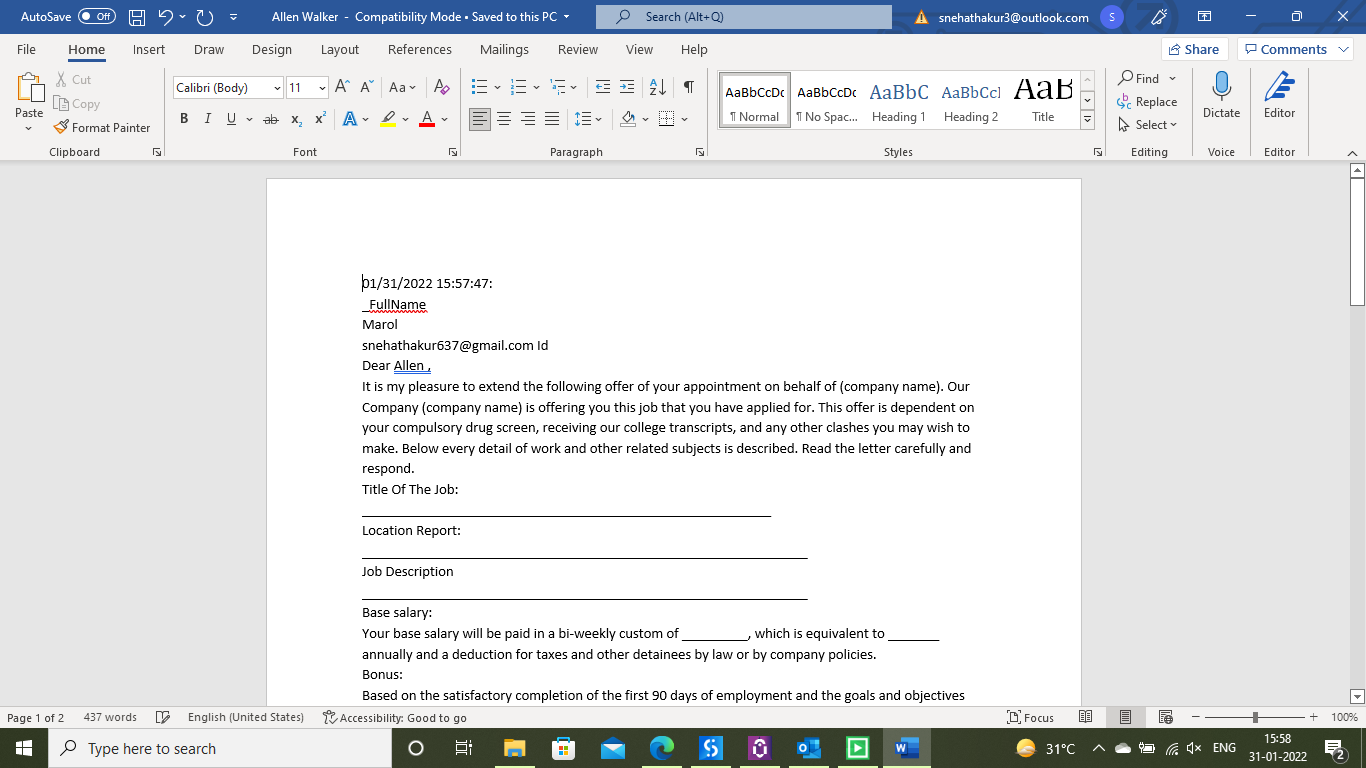 AutoSave Off Allen Walker - Compatibility Mode • Saved to this PC Search (Alt+Q) snehathakur3@outlook.com S
File Home Insert Draw Design Layout References Mailings Review View Help Share Comments
Calibri (Body) 11 Aa AaBbCcDc AaBbCcDc AaBbC AaBbCcI AaB
Paste Cut Copy Format Painter B I U ab x₂ x² A A ¶ Normal ¶ No Spac... Heading 1 Heading 2 Title Find Replace Select Dictate Editor
Clipboard Font Paragraph Styles Editing Voice Editor
01/31/2022 15:57:47:
_FullName
Marol
snehathakur637@gmail.com Id
Dear Allen ,
It is my pleasure to extend the following offer of your appointment on behalf of (company name). Our
Company (company name) is offering you this job that you have applied for. This offer is dependent on
your compulsory drug screen, receiving our college transcripts, and any other clashes you may wish to
make. Below every detail of work and other related subjects is described. Read the letter carefully and
respond.
Title Of The Job:
Location Report:
Job Description
Base salary:
Your base salary will be paid in a bi-weekly custom of _________, which is equivalent to _______
annually and a deduction for taxes and other detainees by law or by company policies.
Bonus:
Based on the satisfactory completion of the first 90 days of employment and the goals and objectives
Page 1 of 2 437 words English (United States) Accessibility: Good to go Focus 100%
Type here to search 31°C ENG 15:58
31-01-2022 2